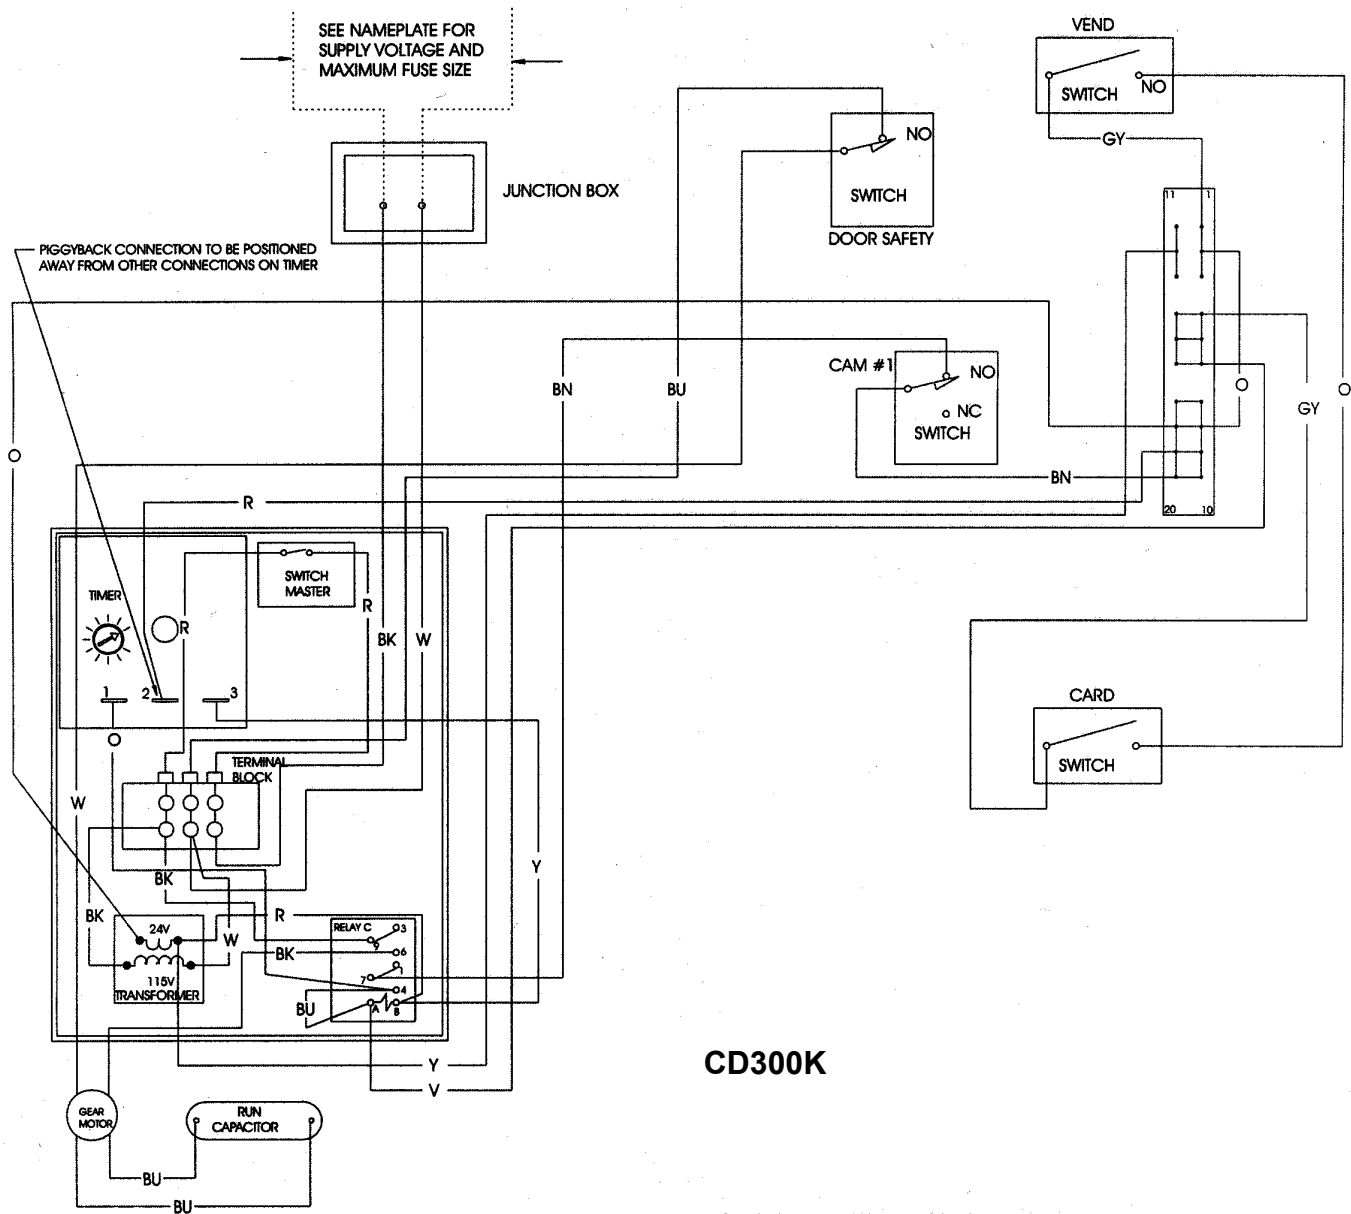 SEE NAMEPLATE FOR
SUPPLY VOLTAGE AND
MAXIMUM FUSE SIZE
VEND
SWITCH
NO
GY
NO
SWITCH
DOOR SAFETY
JUNCTION BOX
11
1
PIGGYBACK CONNECTION TO BE POSITIONED
AWAY FROM OTHER CONNECTIONS ON TIMER
CAM #1
NO
NC
SWITCH
BN
BU
O
O
GY
O
BN
R
20
10
SWITCH
MASTER
TIMER
R
R
BK
W
1
2
3
O
CARD
SWITCH
TERMINAL
BLOCK
W
Y
BK
BK
R
24V
W
RELAY C
3
9
BK
6
1
7
115V
TRANSFORMER
4
BU
A
B
Y
V
CD300K
GEAR
MOTOR
RUN
CAPACITOR
BU
BU